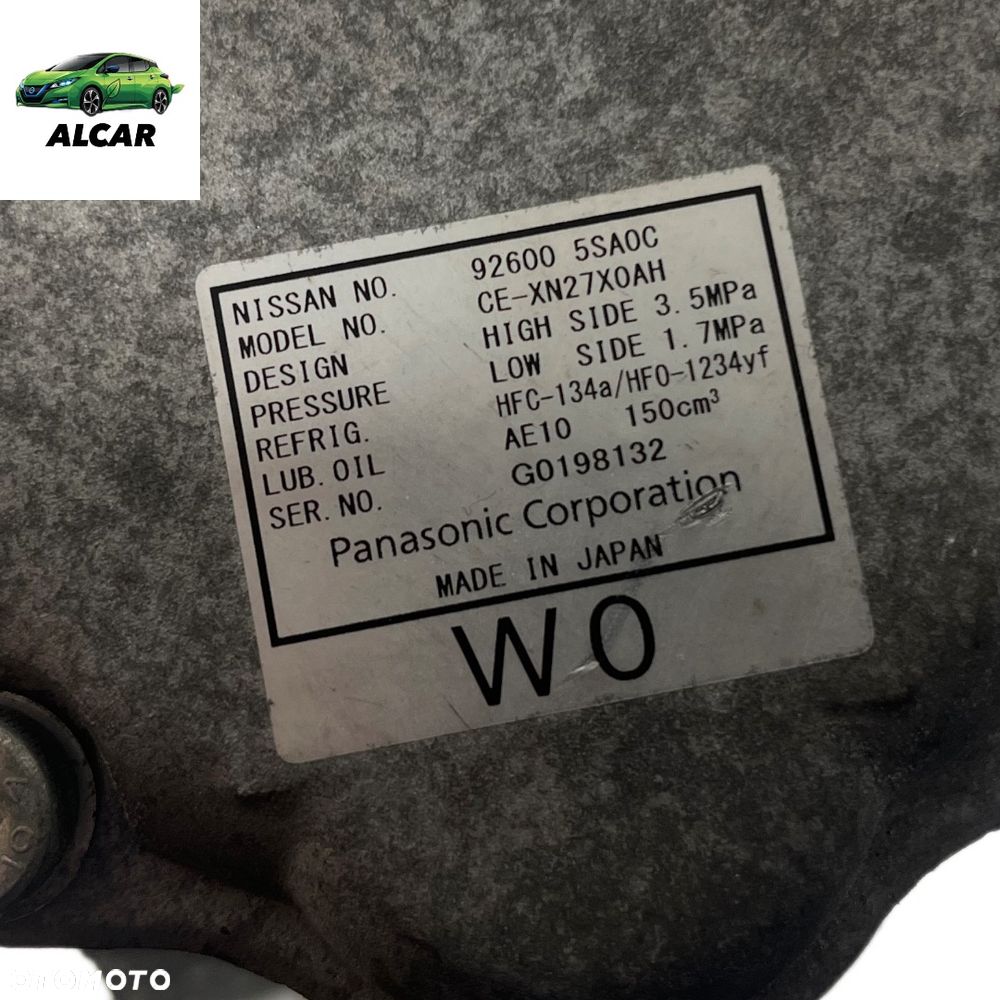 ALCAR
NISSAN NO. 92600 5SA0C
MODEL NO. CE-XN27X0AH
DESIGN HIGH SIDE 3.5MPa
PRESSURE LOW SIDE 1.7MPa
REFRIG. HFC-134a/HFO-1234yf
LUB.OIL AE10 150cm³
SER.NO. G0198132
Panasonic Corporation
MADE IN JAPAN
W0
OTOMOTO